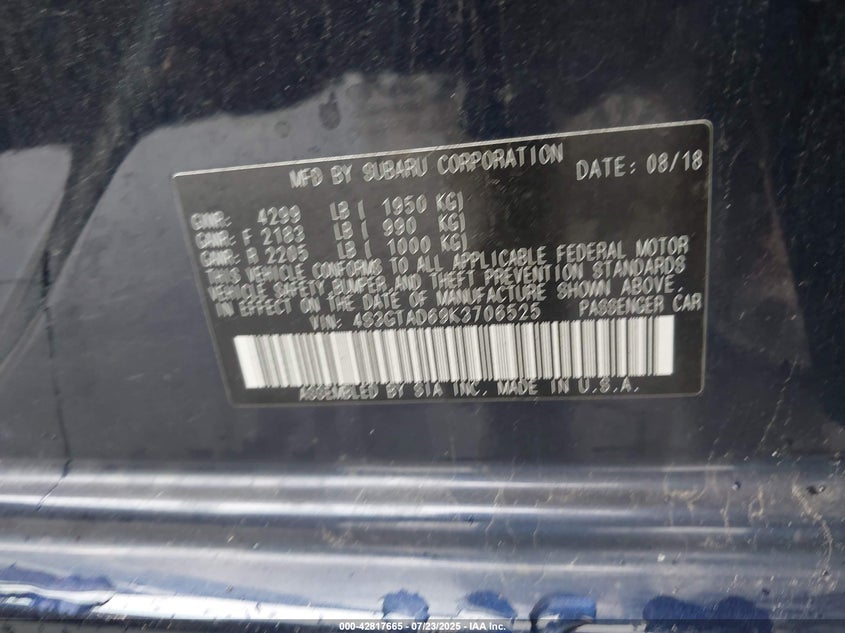 MFD BY SUBARU CORPORATION DATE: 08/18
GVWR: 4299 LB ( 1950 KG)
GAWR: F 2183 LB ( 990 KG)
GAWR: R 2205 LB ( 1000 KG)
THIS VEHICLE CONFORMS TO ALL APPLICABLE FEDERAL MOTOR
VEHICLE SAFETY BUMPER AND THEFT PREVENTION STANDARDS
IN EFFECT ON THE DATE OF MANUFACTURE SHOWN ABOVE.
VIN: 4S3GTAD69K3706525 PASSENGER CAR
ASSEMBLED BY SIA INC. MADE IN U.S.A.
000-42817665 - 07/23/2025 - IAA Inc.